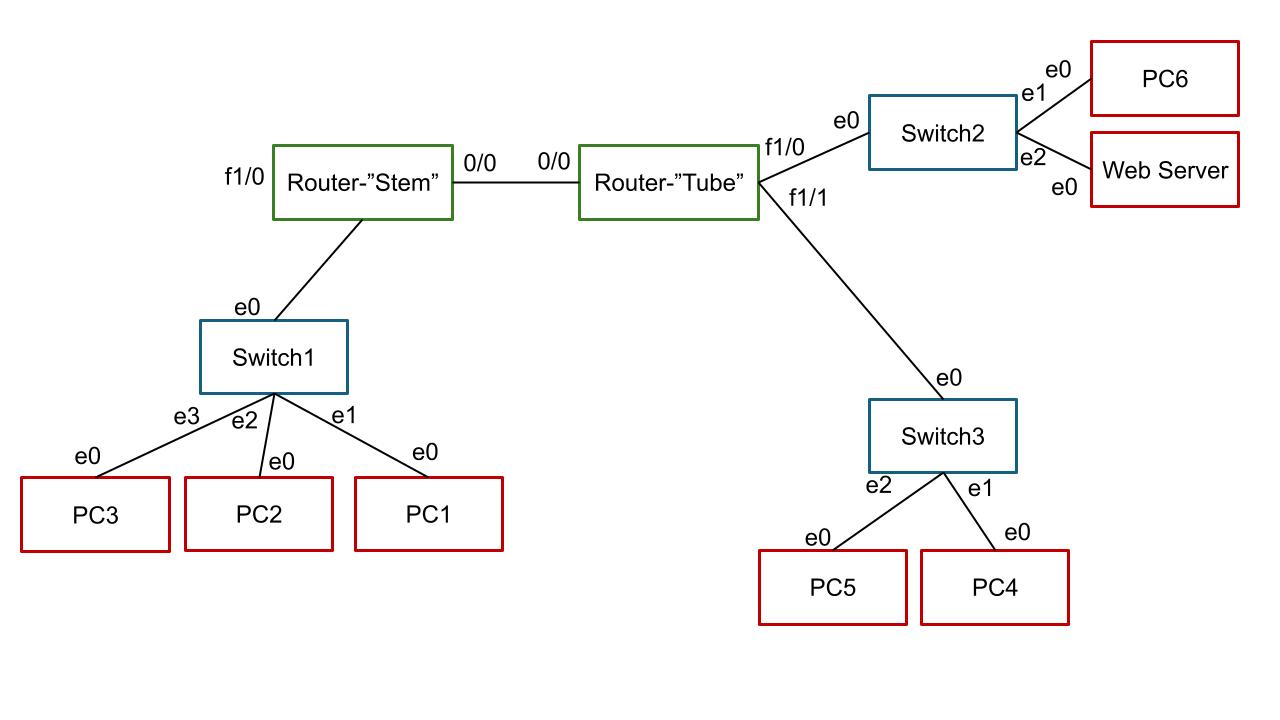 e0
PC6
e1
e0
Switch2
f1/0
0/0
0/0
f1/0
Router-”Stem”
Router-”Tube”
e2
Web Server
e0
f1/1
e0
Switch1
e0
e3
e2
e1
Switch3
e0
e0
e0
e2
e1
PC3
PC2
PC1
e0
e0
PC5
PC4